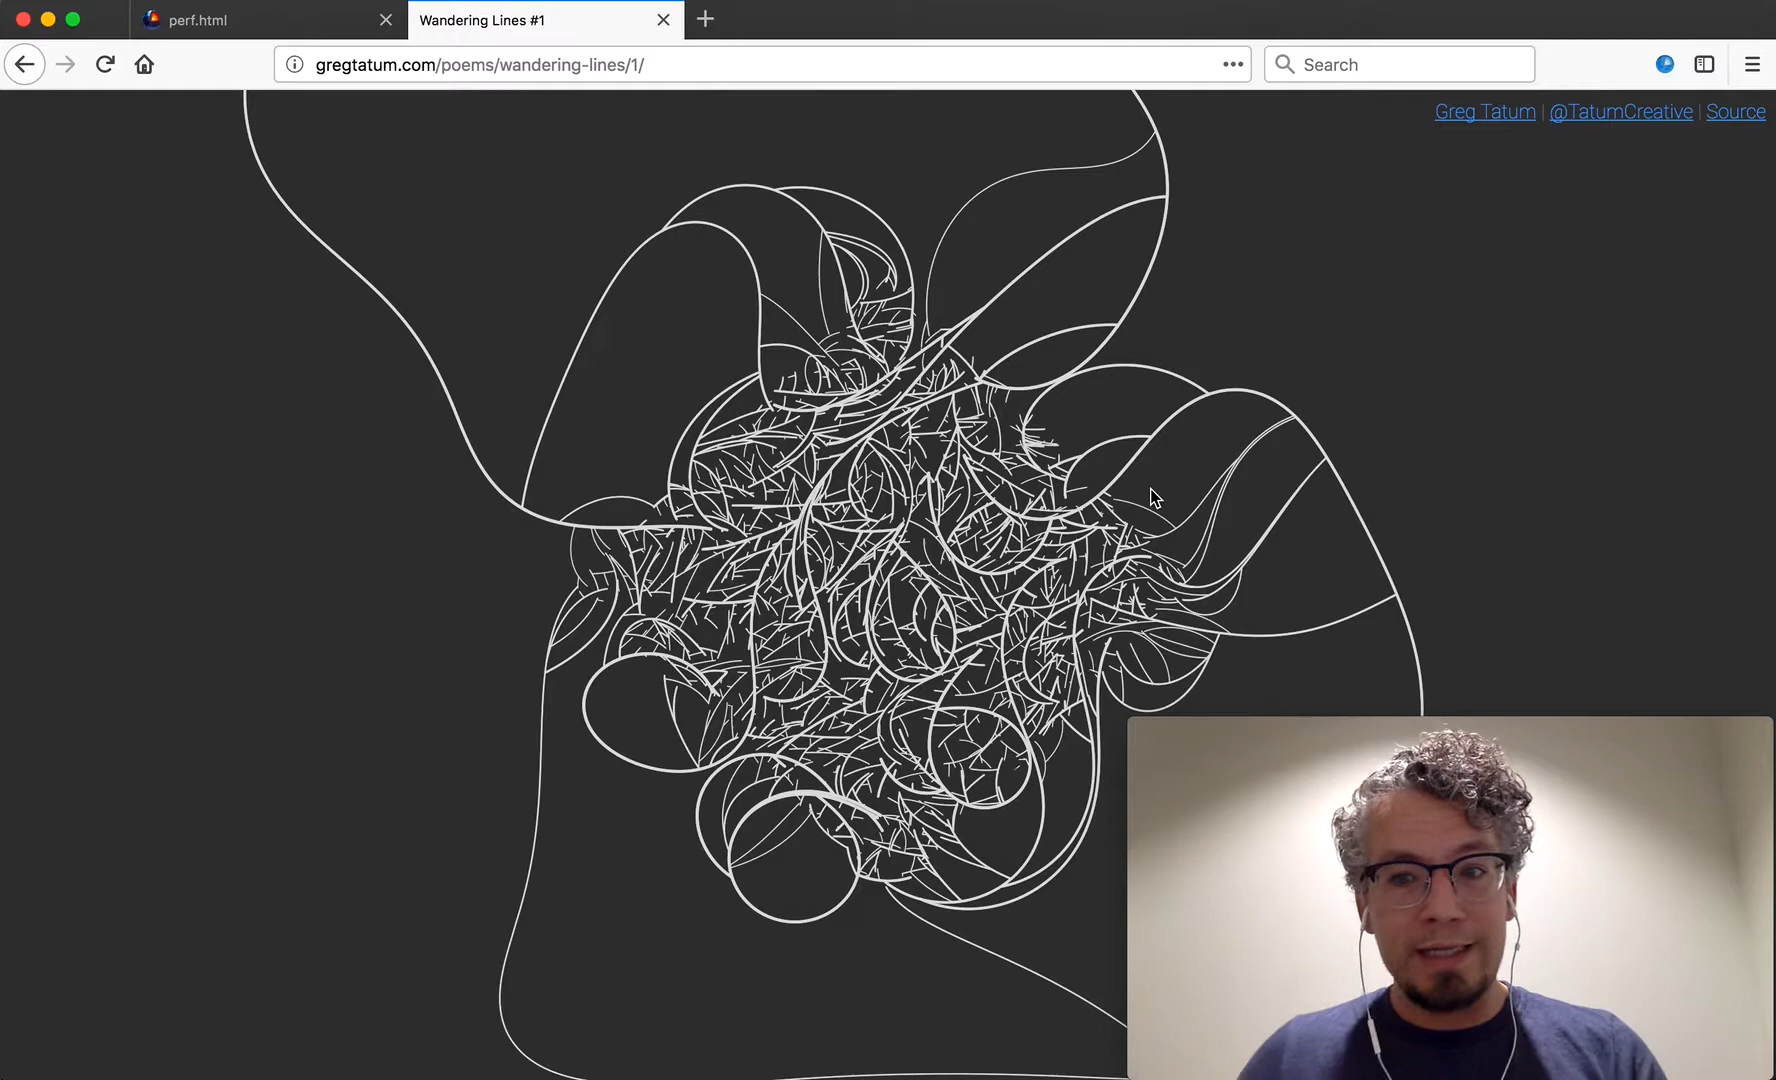 perf.html
Wandering Lines #1
gregtatum.com/poems/wandering-lines/1/
Search
Greg Tatum | @TatumCreative | Source